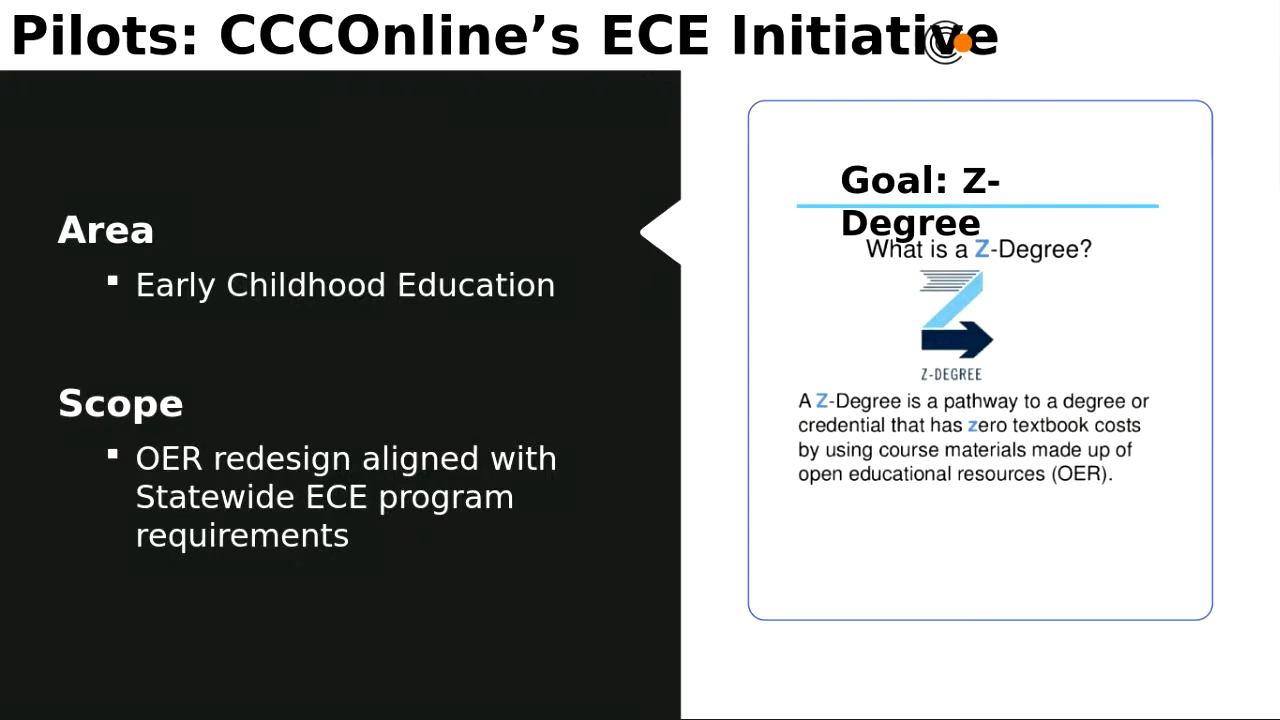 Pilots: CCCOnline’s ECE Initiative
Area
▪ Early Childhood Education
Scope
▪ OER redesign aligned with
Statewide ECE program
requirements
Goal: Z-
Degree
What is a Z-Degree?
Z-DEGREE
A Z-Degree is a pathway to a degree or
credential that has zero textbook costs
by using course materials made up of
open educational resources (OER).